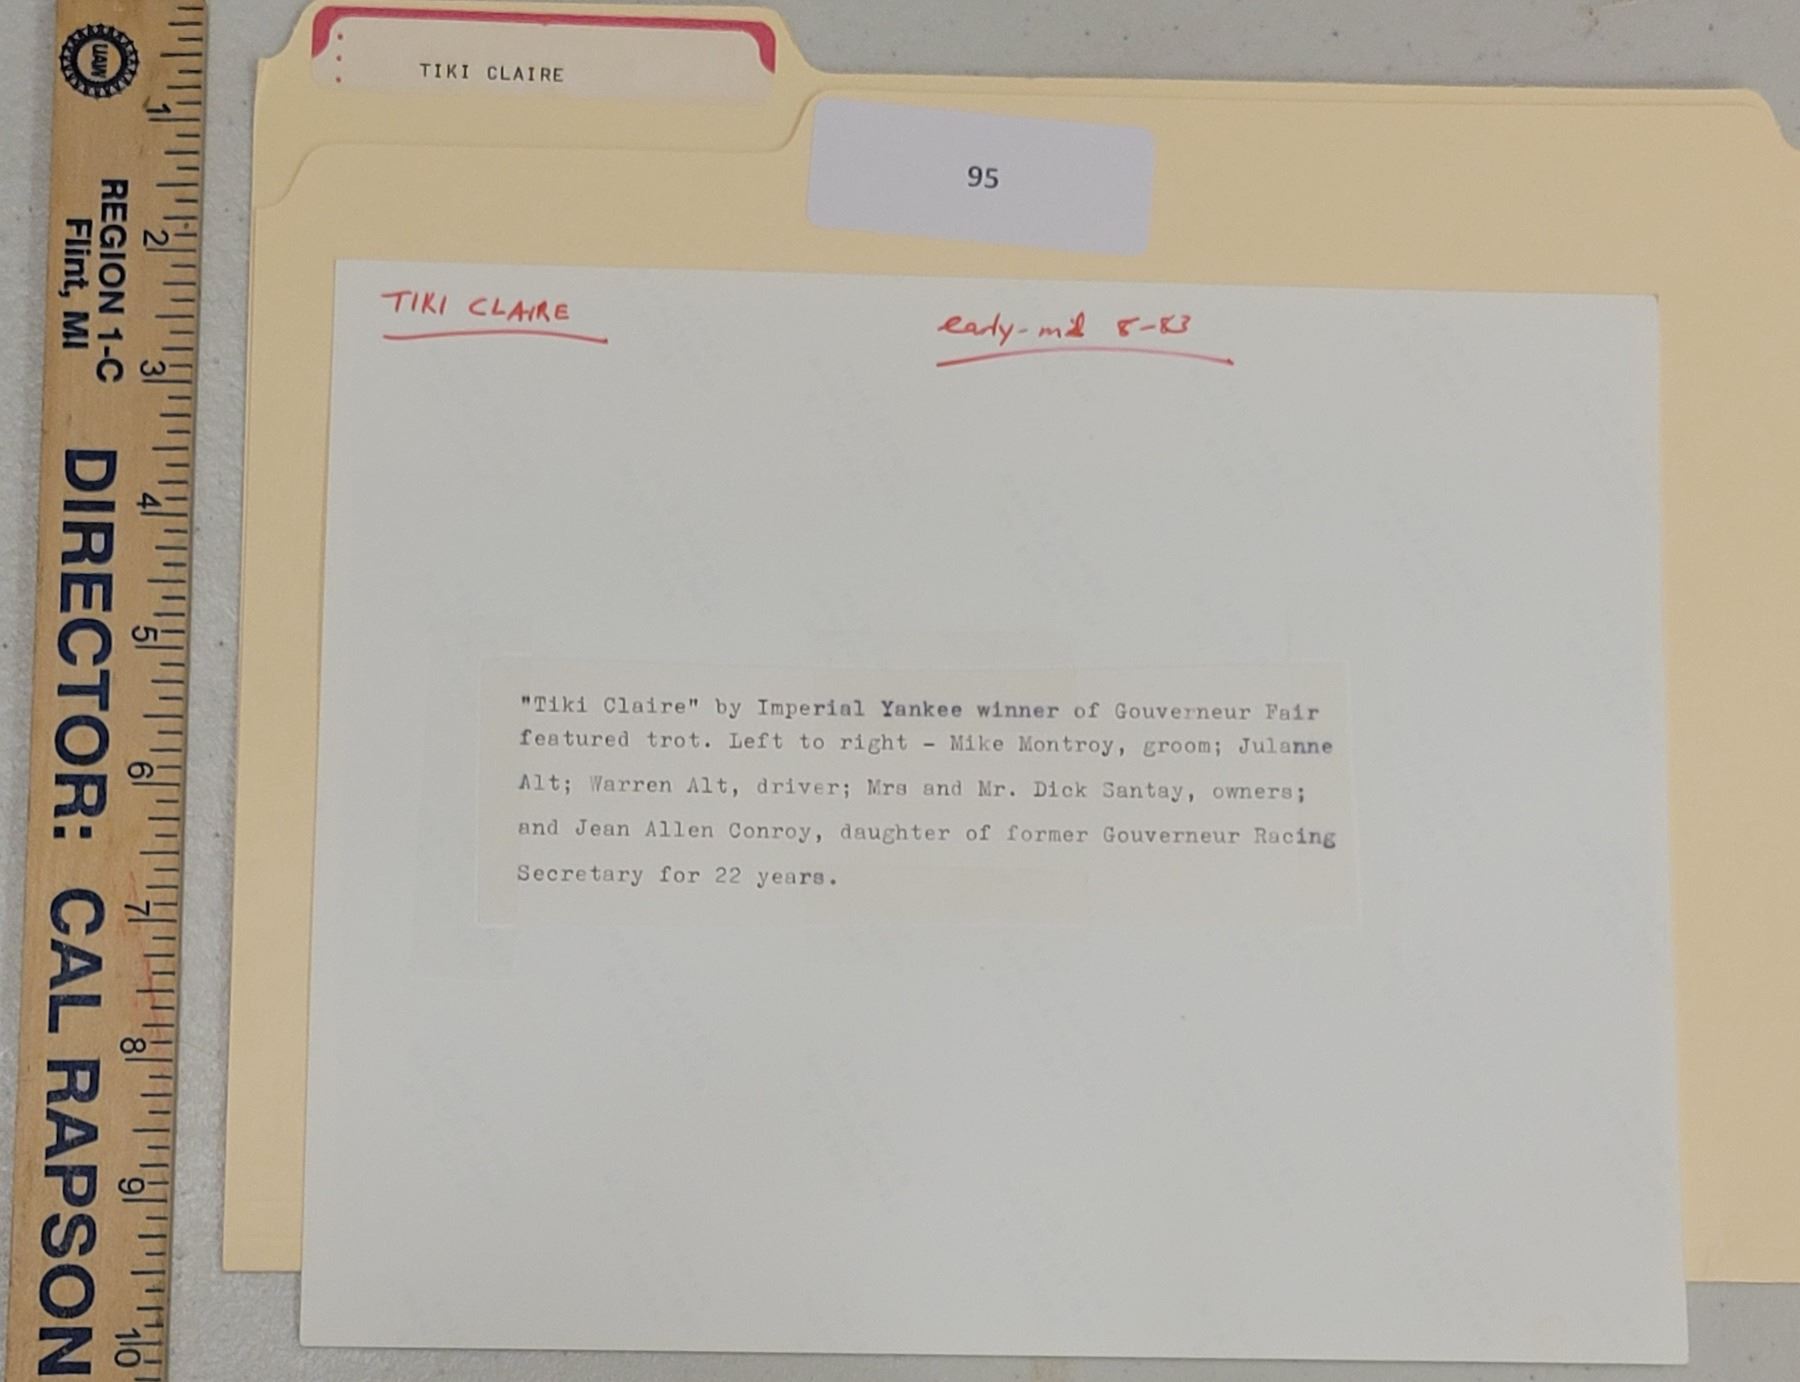 TIKI CLAIRE
95
TIKI CLAIRE
early-mid 8-83
"Tiki Claire" by Imperial Yankee winner of Gouverneur Fair
featured trot. Left to right - Mike Montroy, groom; Julanne
Alt; Warren Alt, driver; Mrs and Mr. Dick Santay, owners;
and Jean Allen Conroy, daughter of former Gouverneur Racing
Secretary for 22 years.
UAW
REGION 1-C
Flint, MI
DIRECTOR: CAL RAPSON
1
2
3
4
5
6
7
8
9
10